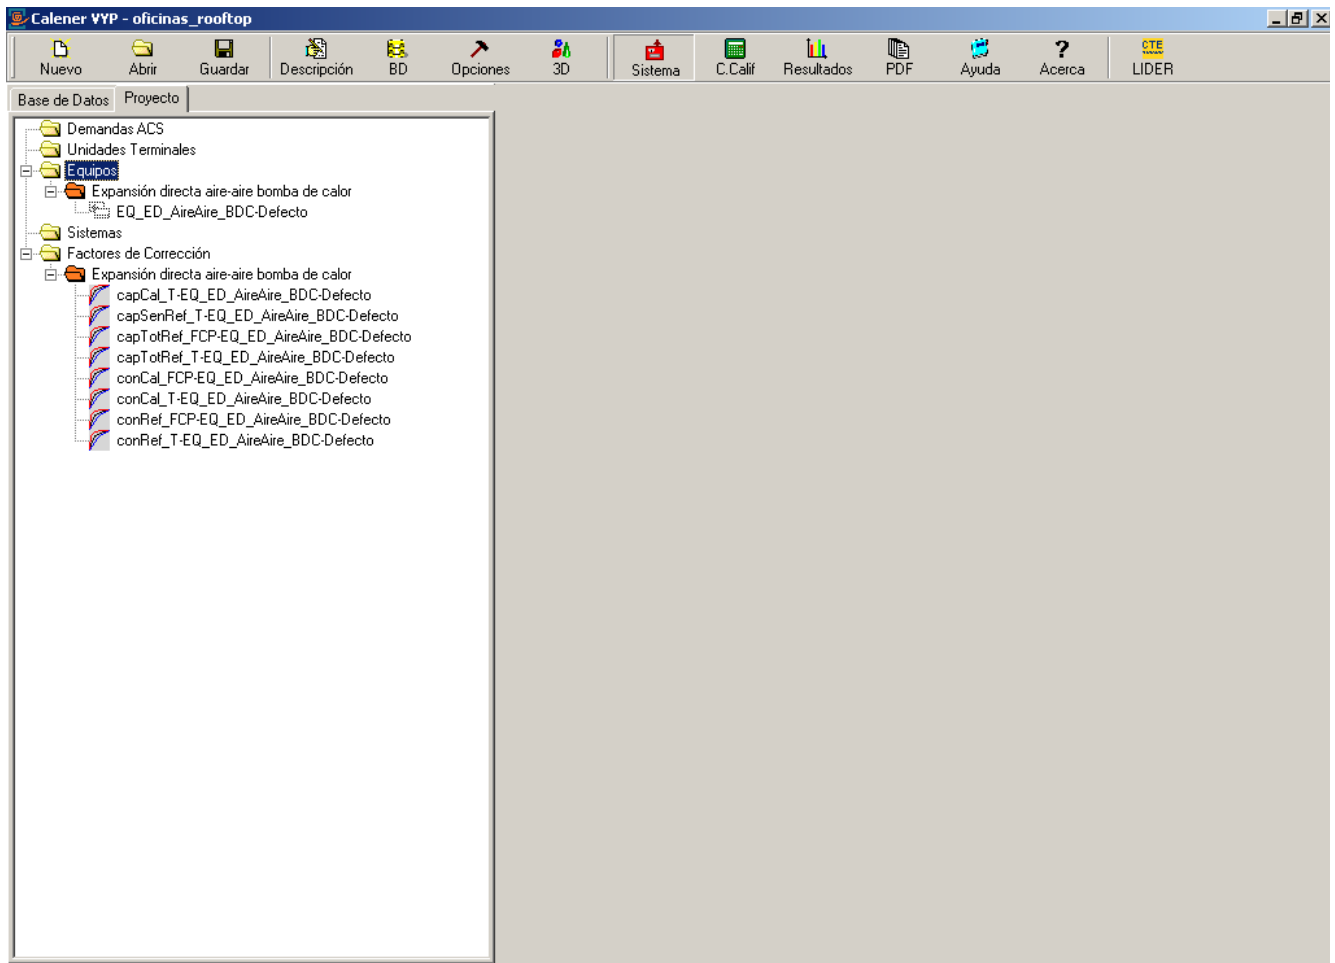 Calener VYP - oficinas_rooftop
Nuevo Abrir Guardar Descripción BD Opciones 3D Sistema C.Calif Resultados PDF Ayuda ? Acerca CTE LIDER
Base de Datos Proyecto
Demandas ACS
Unidades Terminales
Equipos
Expansión directa aire-aire bomba de calor
EQ_ED_AireAire_BDC-Defecto
Sistemas
Factores de Corrección
Expansión directa aire-aire bomba de calor
capCal_T-EQ_ED_AireAire_BDC-Defecto
capSenRef_T-EQ_ED_AireAire_BDC-Defecto
capTotRef_FCP-EQ_ED_AireAire_BDC-Defecto
capTotRef_T-EQ_ED_AireAire_BDC-Defecto
conCal_FCP-EQ_ED_AireAire_BDC-Defecto
conCal_T-EQ_ED_AireAire_BDC-Defecto
conRef_FCP-EQ_ED_AireAire_BDC-Defecto
conRef_T-EQ_ED_AireAire_BDC-Defecto